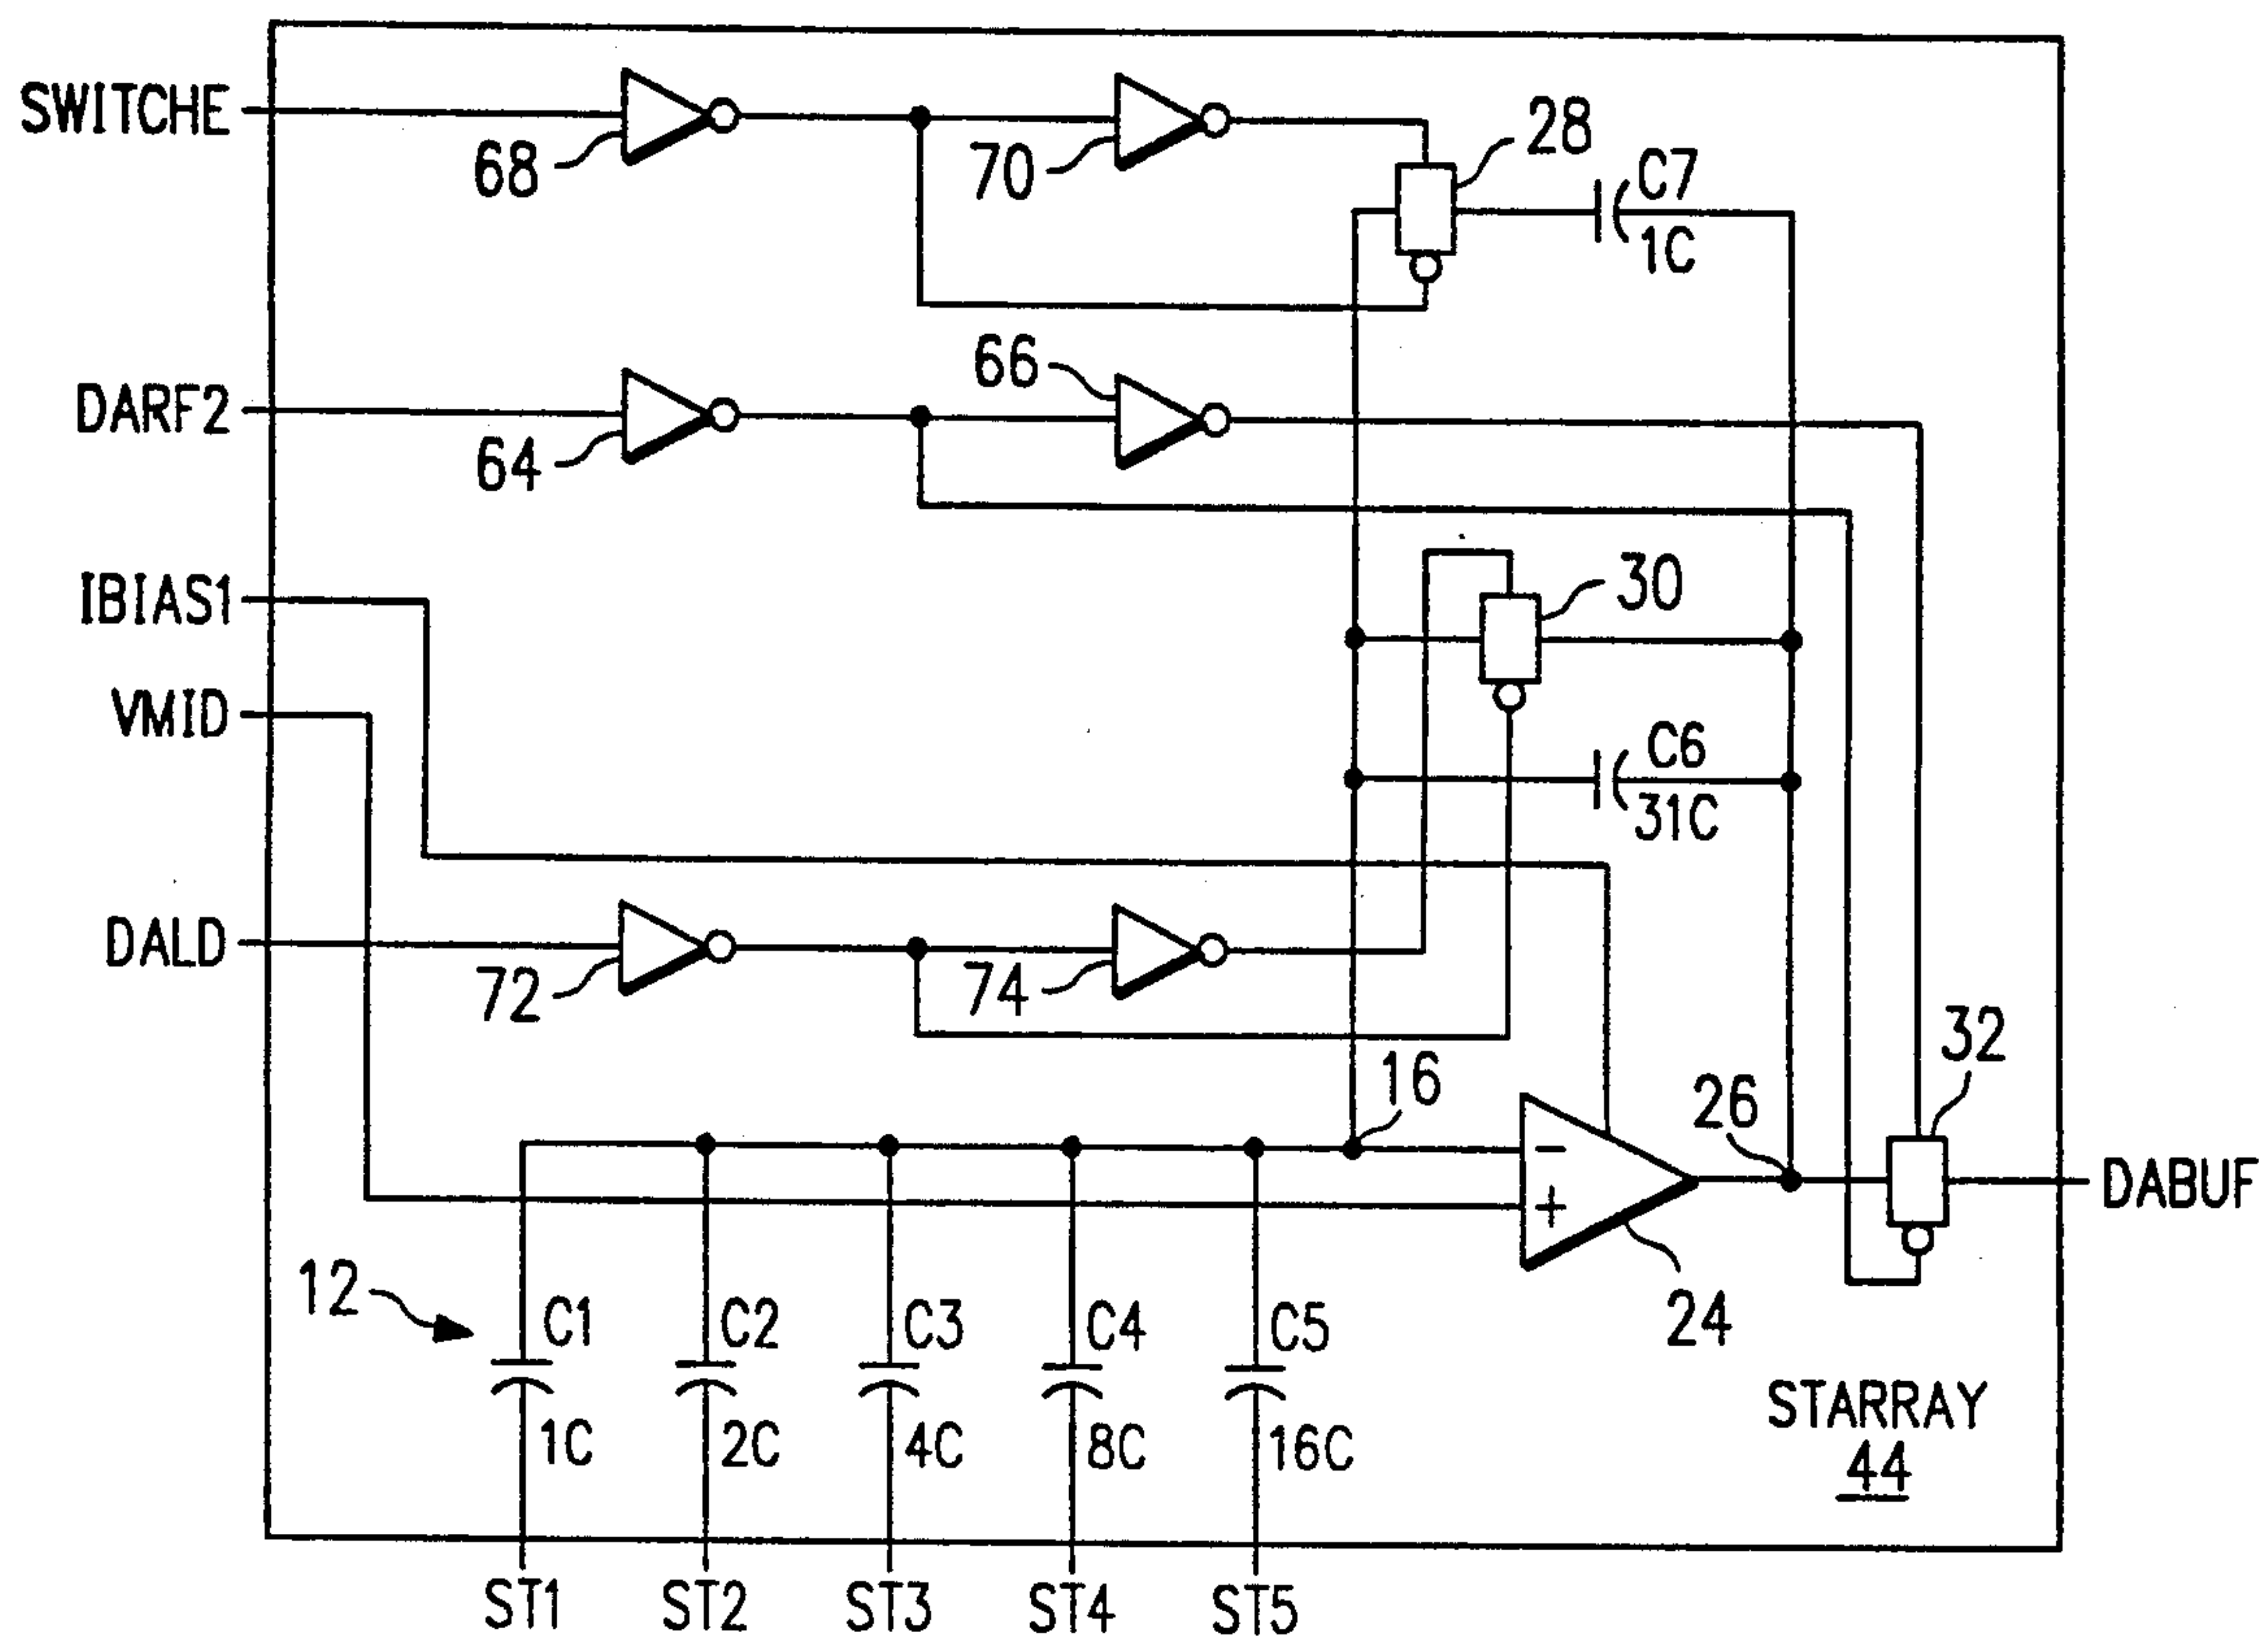 SWITCHE
68
70
28
C7
1C
DARF2
64
66
IBIAS1
30
VMID
C6
31C
DALD
72
74
16
26
32
−
+
DABUF
12
24
C1
C2
C3
C4
C5
1C
2C
4C
8C
16C
STARRAY
44
ST1
ST2
ST3
ST4
ST5